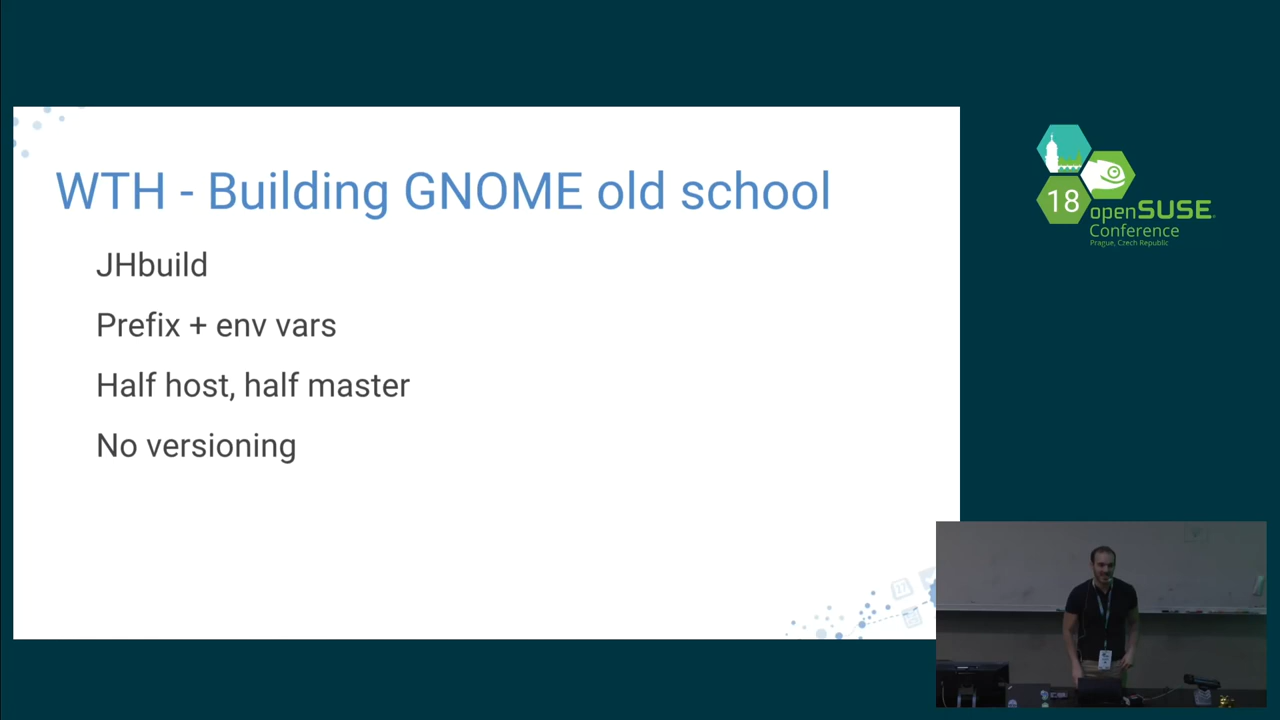 WTH - Building GNOME old school
JHbuild
Prefix + env vars
Half host, half master
No versioning
17
18
openSUSE
Conference
Prague, Czech Republic